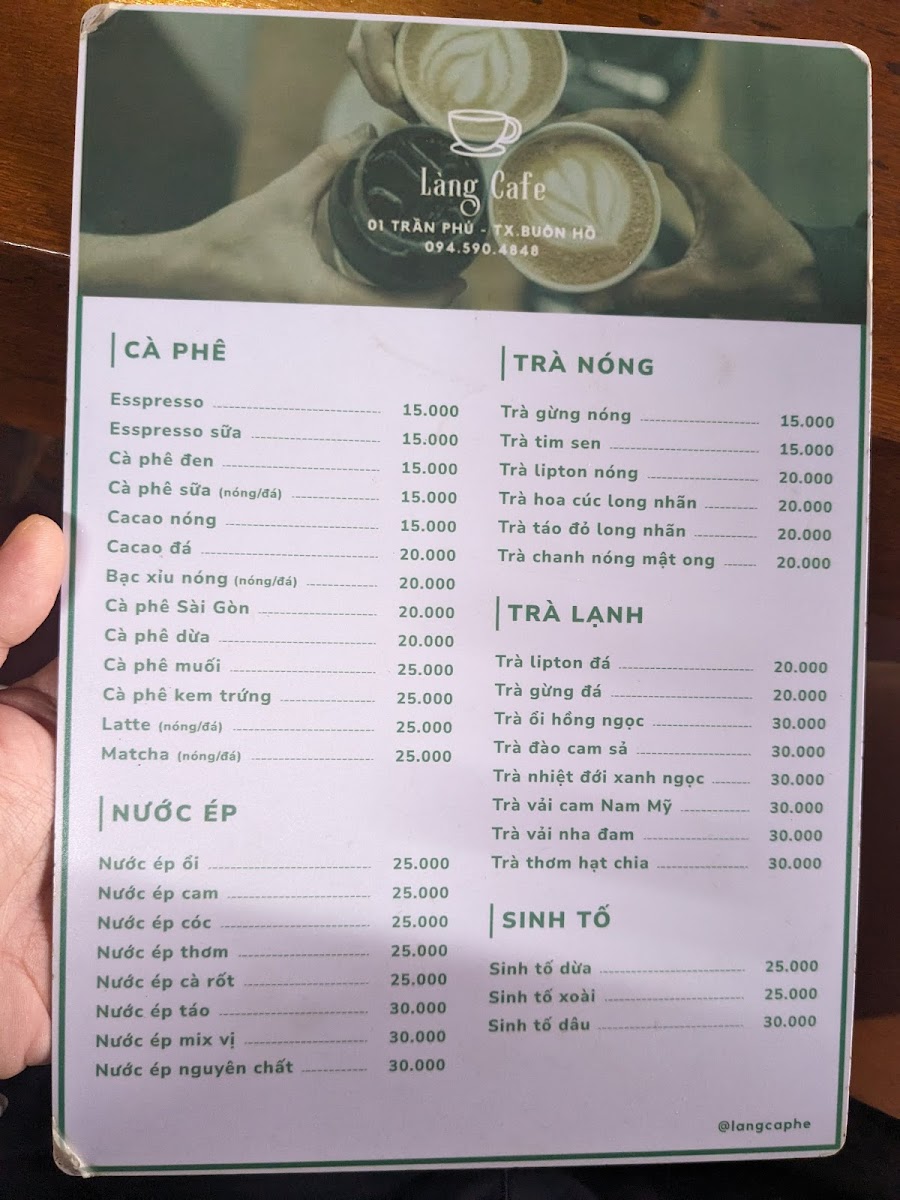 Làng Cafe
01 TRẦN PHÚ - TX.BUÔN HỒ
094.590.4848
CÀ PHÊ
Esspresso 15.000
Esspresso sữa 15.000
Cà phê đen 15.000
Cà phê sữa (nóng/đá) 15.000
Cacao nóng 15.000
Cacao đá 20.000
Bạc xỉu nóng (nóng/đá) 20.000
Cà phê Sài Gòn 20.000
Cà phê dừa 20.000
Cà phê muối 25.000
Cà phê kem trứng 25.000
Latte (nóng/đá) 25.000
Matcha (nóng/đá) 25.000
NƯỚC ÉP
Nước ép ổi 25.000
Nước ép cam 25.000
Nước ép cóc 25.000
Nước ép thơm 25.000
Nước ép cà rốt 25.000
Nước ép táo 30.000
Nước ép mix vị 30.000
Nước ép nguyên chất 30.000
TRÀ NÓNG
Trà gừng nóng 15.000
Trà tim sen 15.000
Trà lipton nóng 20.000
Trà hoa cúc long nhãn 20.000
Trà táo đỏ long nhãn 20.000
Trà chanh nóng mật ong 20.000
TRÀ LẠNH
Trà lipton đá 20.000
Trà gừng đá 20.000
Trà ổi hồng ngọc 30.000
Trà đào cam sả 30.000
Trà nhiệt đới xanh ngọc 30.000
Trà vải cam Nam Mỹ 30.000
Trà vải nha đam 30.000
Trà thơm hạt chia 30.000
SINH TỐ
Sinh tố dừa 25.000
Sinh tố xoài 25.000
Sinh tố dâu 30.000
@langcaphe